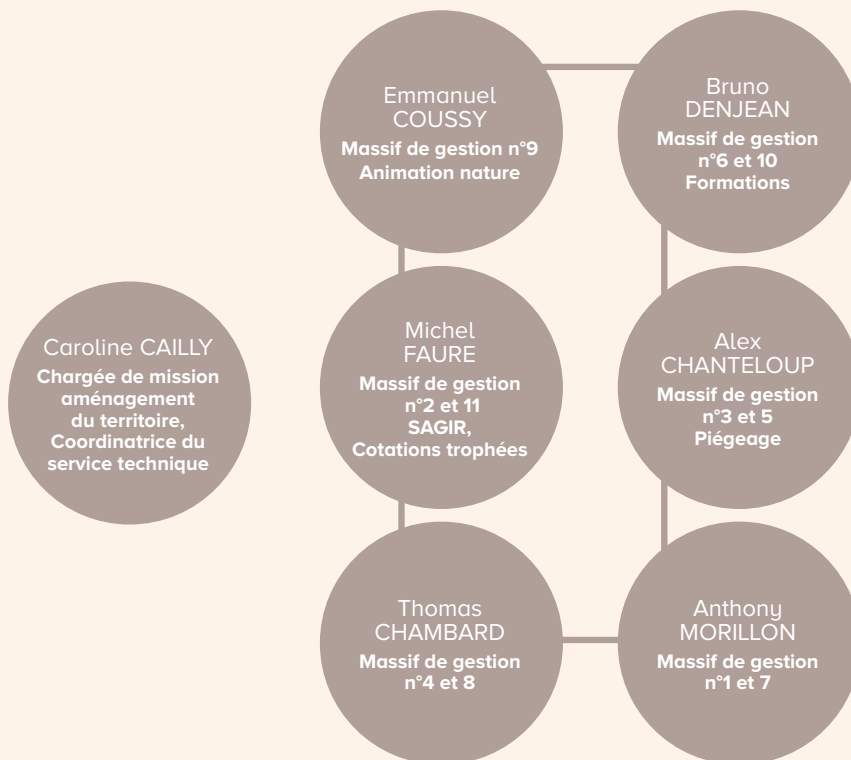 Emmanuel
COUSSY
Massif de gestion n°9
Animation nature
Bruno
DENJEAN
Massif de gestion
n°6 et 10
Formations
Caroline CAILLY
Chargée de mission
aménagement
du territoire,
Coordinatrice du
service technique
Michel
FAURE
Massif de gestion
n°2 et 11
SAGIR,
Cotations trophées
Alex
CHANTELOUP
Massif de gestion
n°3 et 5
Piégeage
Thomas
CHAMBARD
Massif de gestion
n°4 et 8
Anthony
MORILLON
Massif de gestion
n°1 et 7